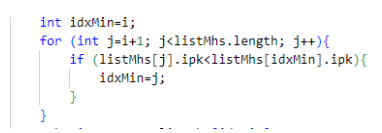 int idxMin=i;
for (int j=i+1; j<listMhs.length; j++){
if (listMhs[j].ipk<listMhs[idxMin].ipk){
idxMin=j;
}
}